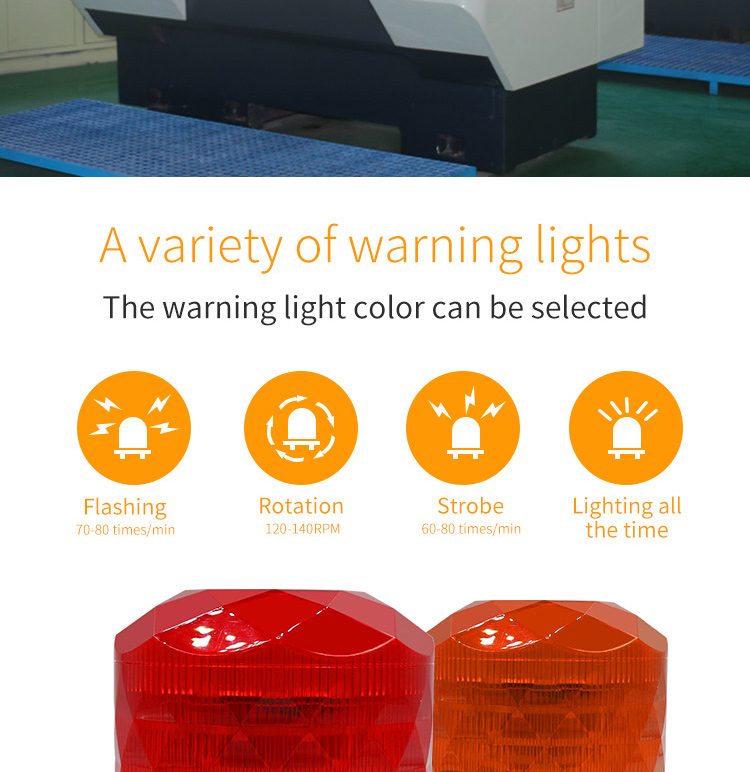 A variety of warning lights
The warning light color can be selected
Flashing
70-80 times/min
Rotation
120-140RPM
Strobe
60-80 times/min
Lighting all
the time